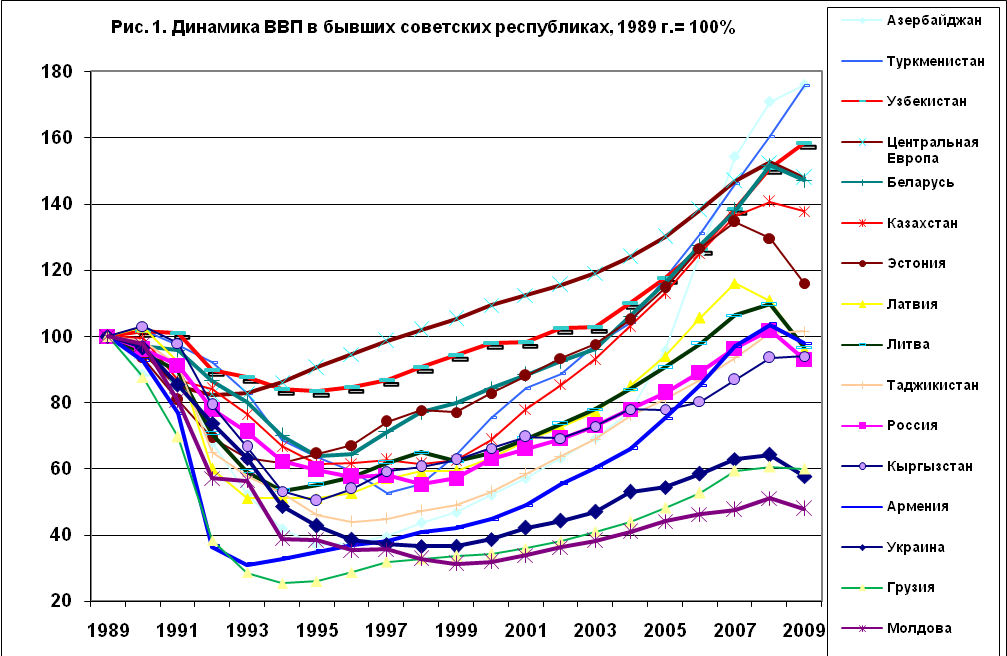 Рис. 1. Динамика ВВП в бывших советских республиках, 1989 г.= 100%
180
160
140
120
100
80
60
40
20
1989 1991 1993 1995 1997 1999 2001 2003 2005 2007 2009
Азербайджан
Туркменистан
Узбекистан
Центральная
Европа
Беларусь
Казахстан
Эстония
Латвия
Литва
Таджикистан
Россия
Кыргызстан
Армения
Украина
Грузия
Молдова